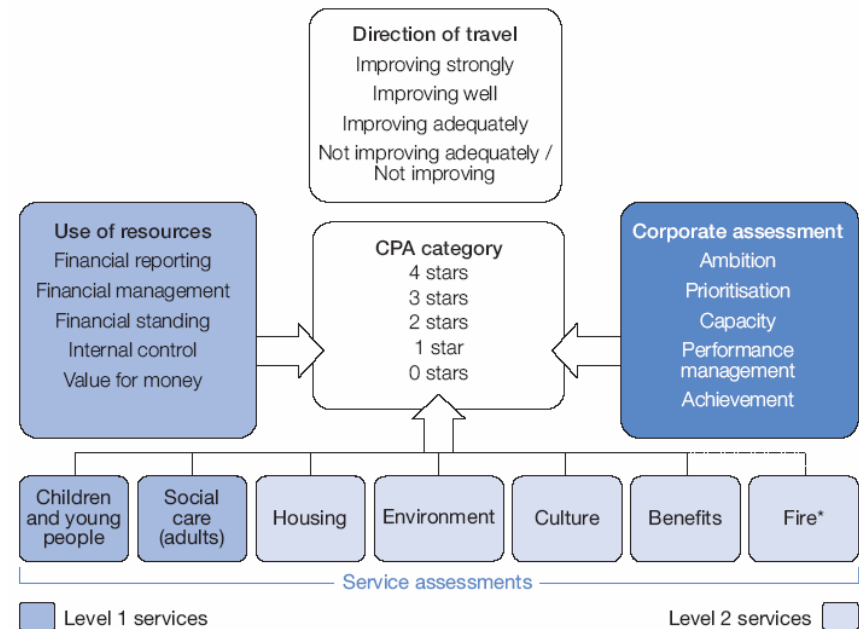 Direction of travel
Improving strongly
Improving well
Improving adequately
Not improving adequately /
Not improving
Use of resources
Financial reporting
Financial management
Financial standing
Internal control
Value for money
CPA category
4 stars
3 stars
2 stars
1 star
0 stars
Corporate assessment
Ambition
Prioritisation
Capacity
Performance
management
Achievement
Children
and young
people
Social
care
(adults)
Housing
Environment
Culture
Benefits
Fire*
Service assessments
Level 1 services
Level 2 services